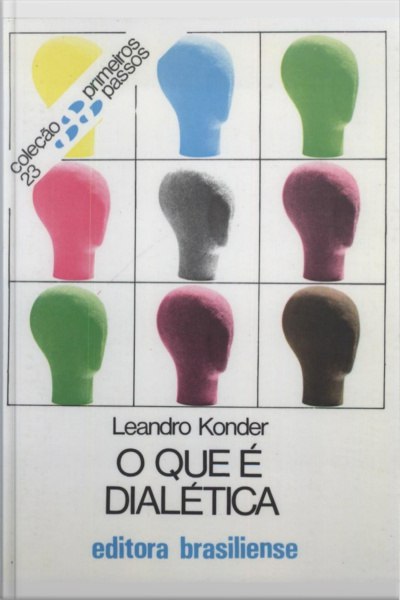 coleção
primeiros
passos
23
Leandro Konder
O QUE É
DIALÉTICA
editora brasiliense